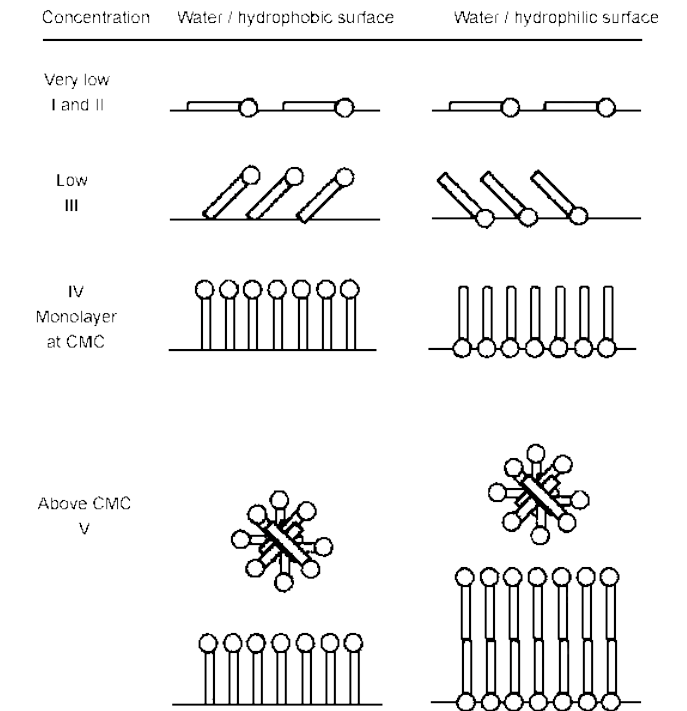 Concentration Water / hydrophobic surface Water / hydrophilic surface
Very low
I and II
Low
III
IV
Monolayer
at CMC
Above CMC
V